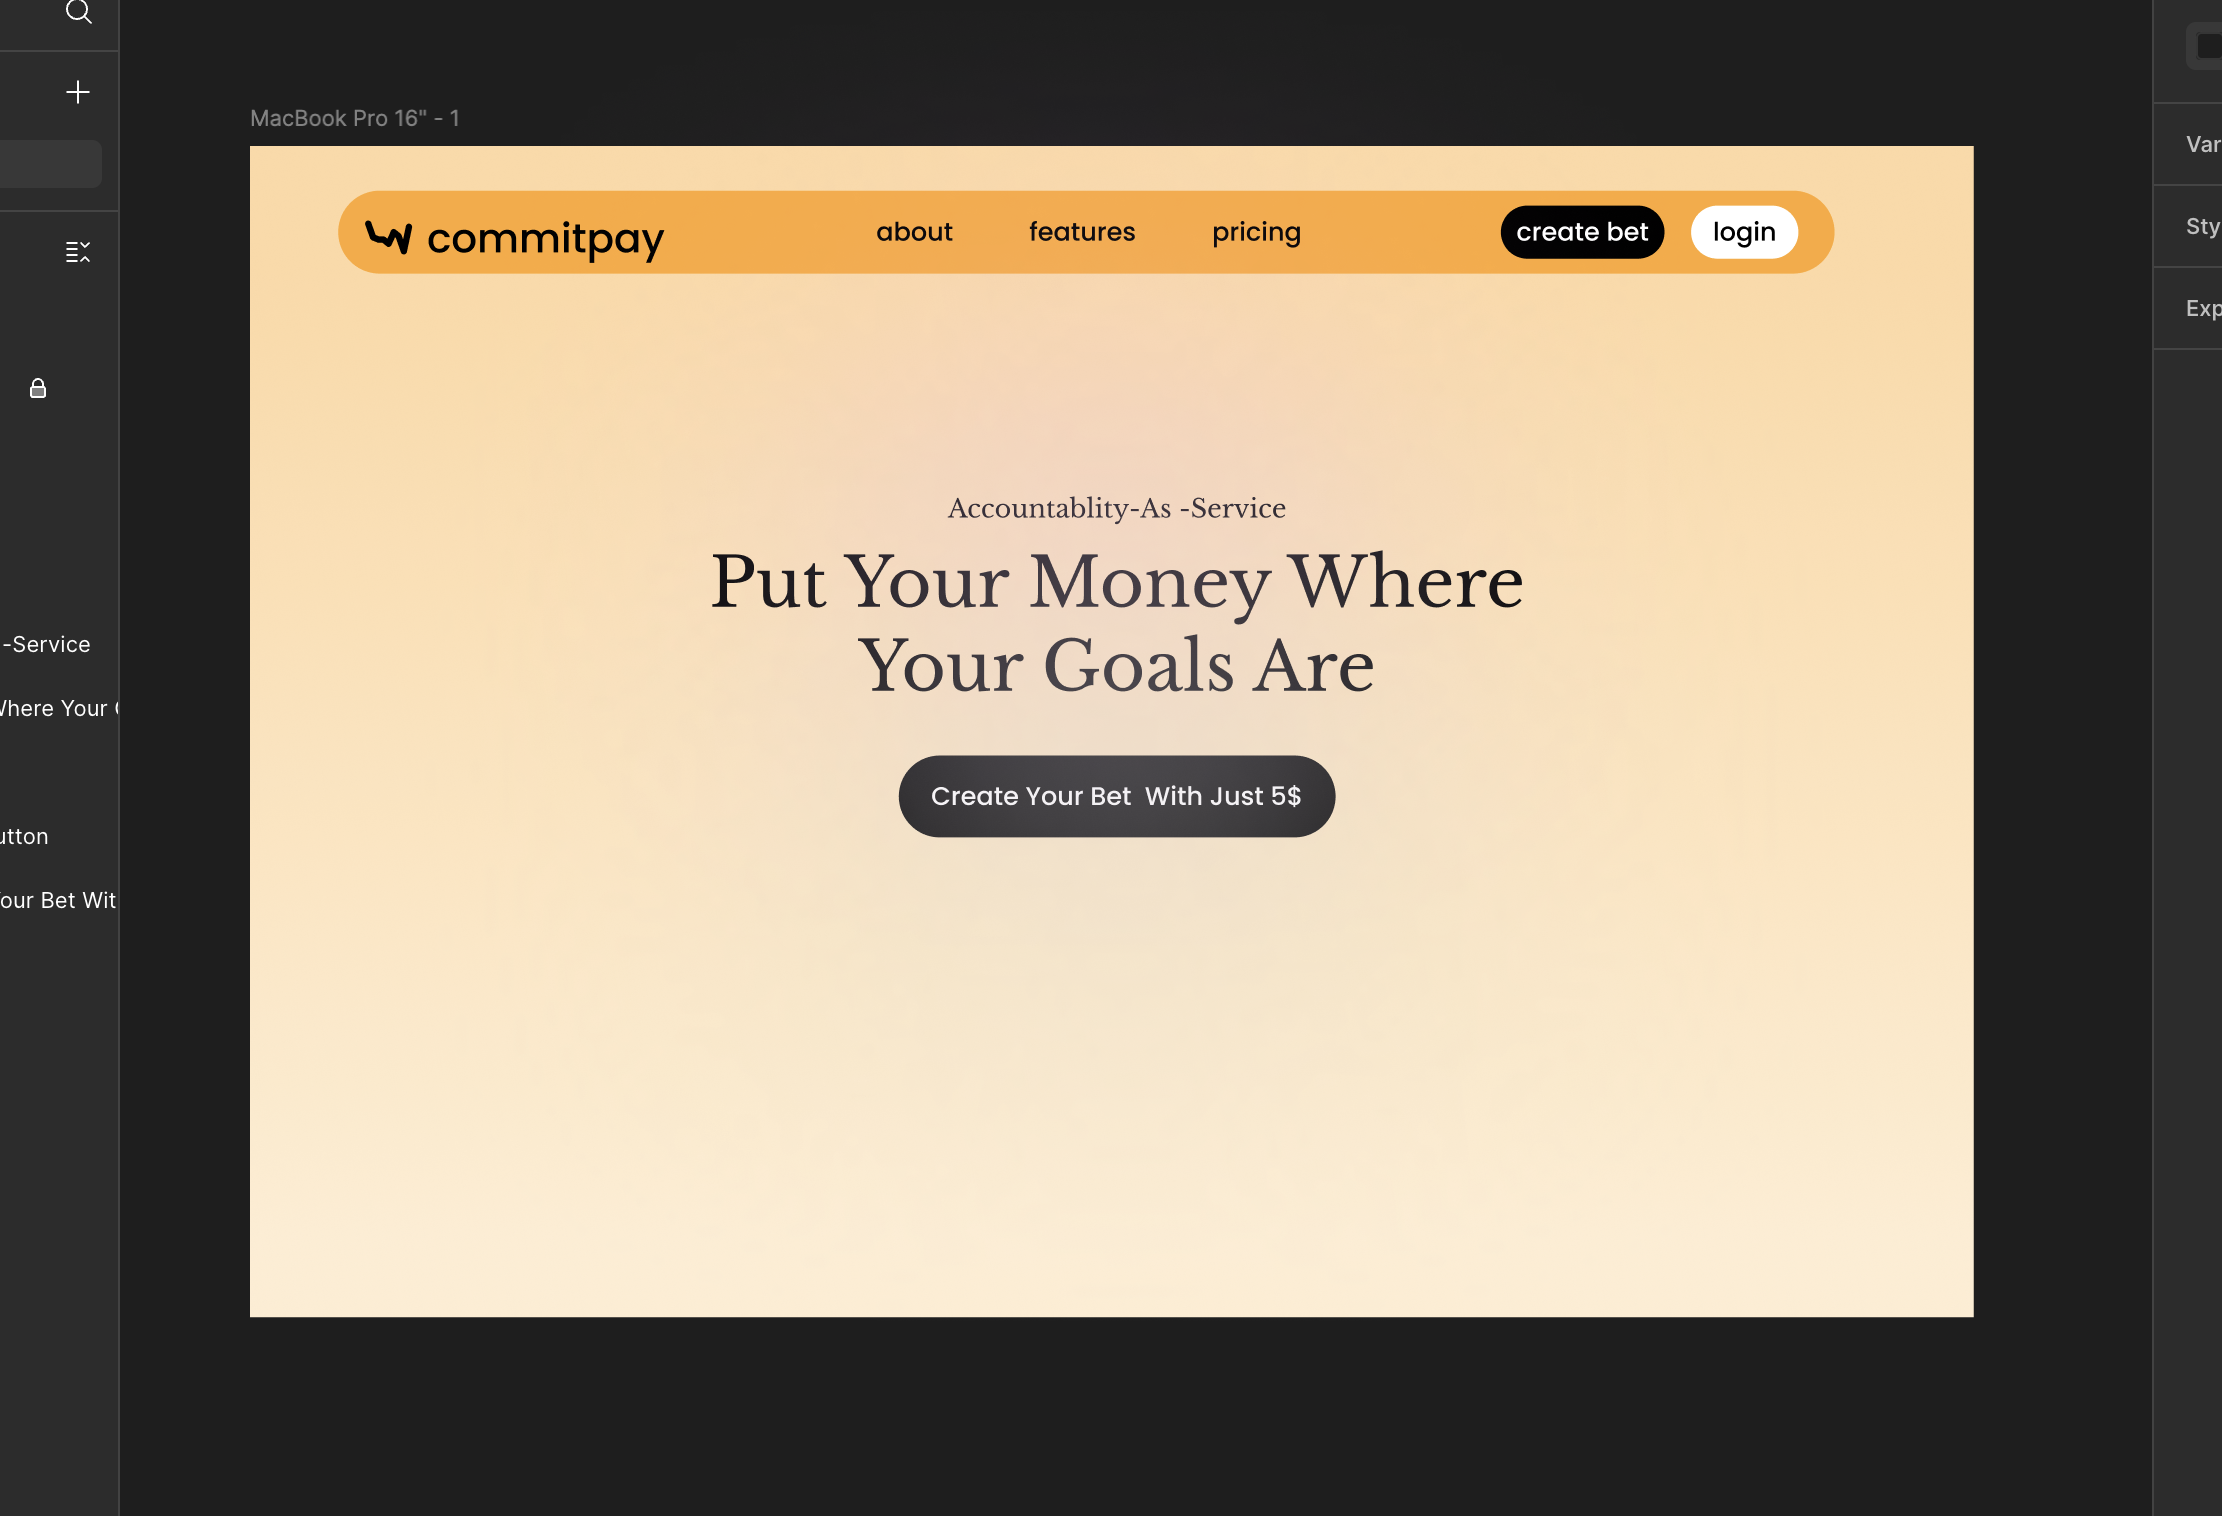 MacBook Pro 16" - 1
commitpay about features pricing create bet login
Accountablity-As -Service
Put Your Money Where
Your Goals Are
Create Your Bet  With Just 5$
-Service
Where Your
utton
our Bet Wit
Var
Sty
Exp